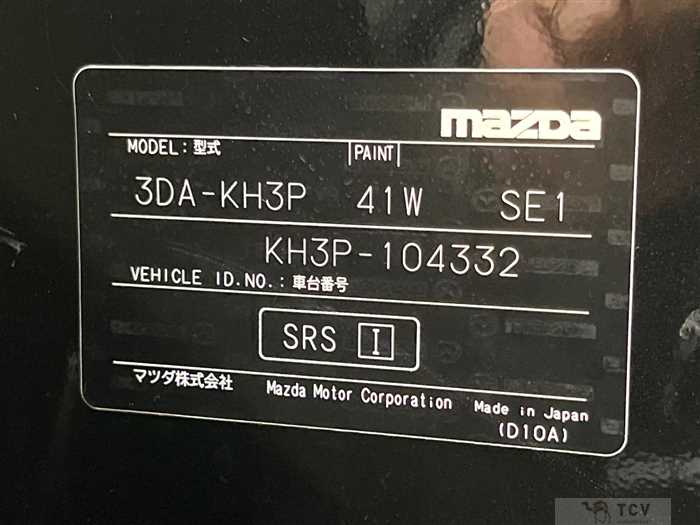 mazda
MODEL:型式 PAINT
3DA-KH3P 41W SE1
KH3P-104332
VEHICLE ID.NO.:車台番号
SRS I
マツダ株式会社 Mazda Motor Corporation Made in Japan
(D10A)
TCV